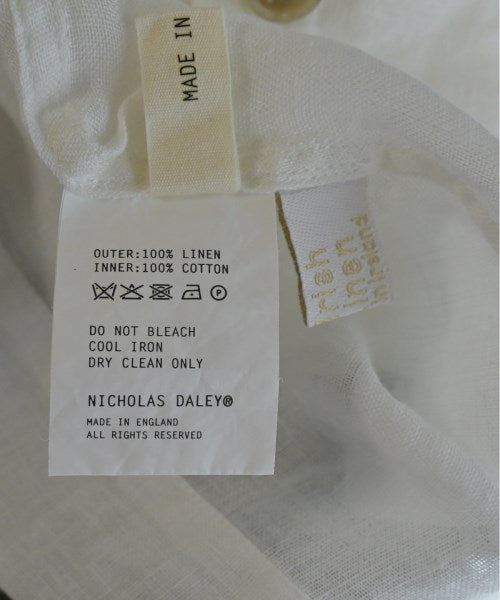 MADE IN
OUTER:100% LINEN
INNER:100% COTTON
P
DO NOT BLEACH
COOL IRON
DRY CLEAN ONLY
NICHOLAS DALEY®
MADE IN ENGLAND
ALL RIGHTS RESERVED
rish
inen